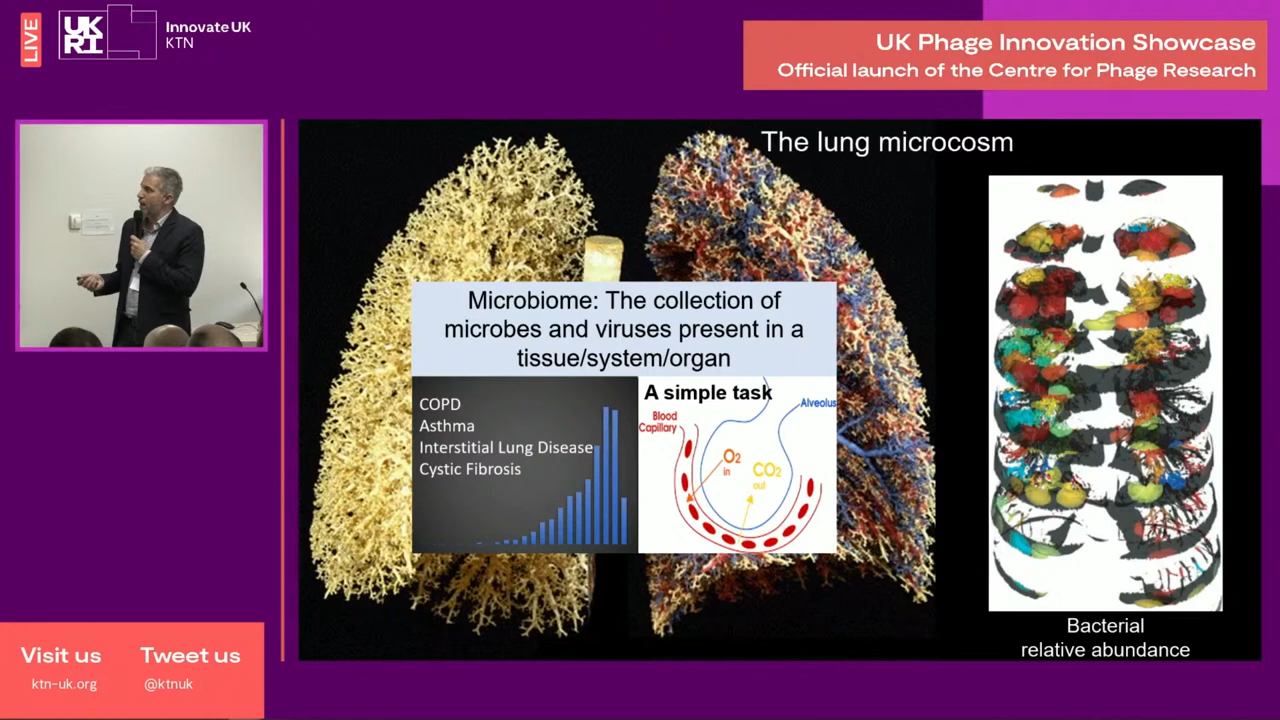 LIVE
UK
RI
Innovate UK
KTN
UK Phage Innovation Showcase
Official launch of the Centre for Phage Research
The lung microcosm
Microbiome: The collection of
microbes and viruses present in a
tissue/system/organ
COPD
Asthma
Interstitial Lung Disease
Cystic Fibrosis
A simple task
Blood
Capillary
Alveolus
O2
in
CO2
out
Bacterial
relative abundance
Visit us
ktn-uk.org
Tweet us
@ktnuk